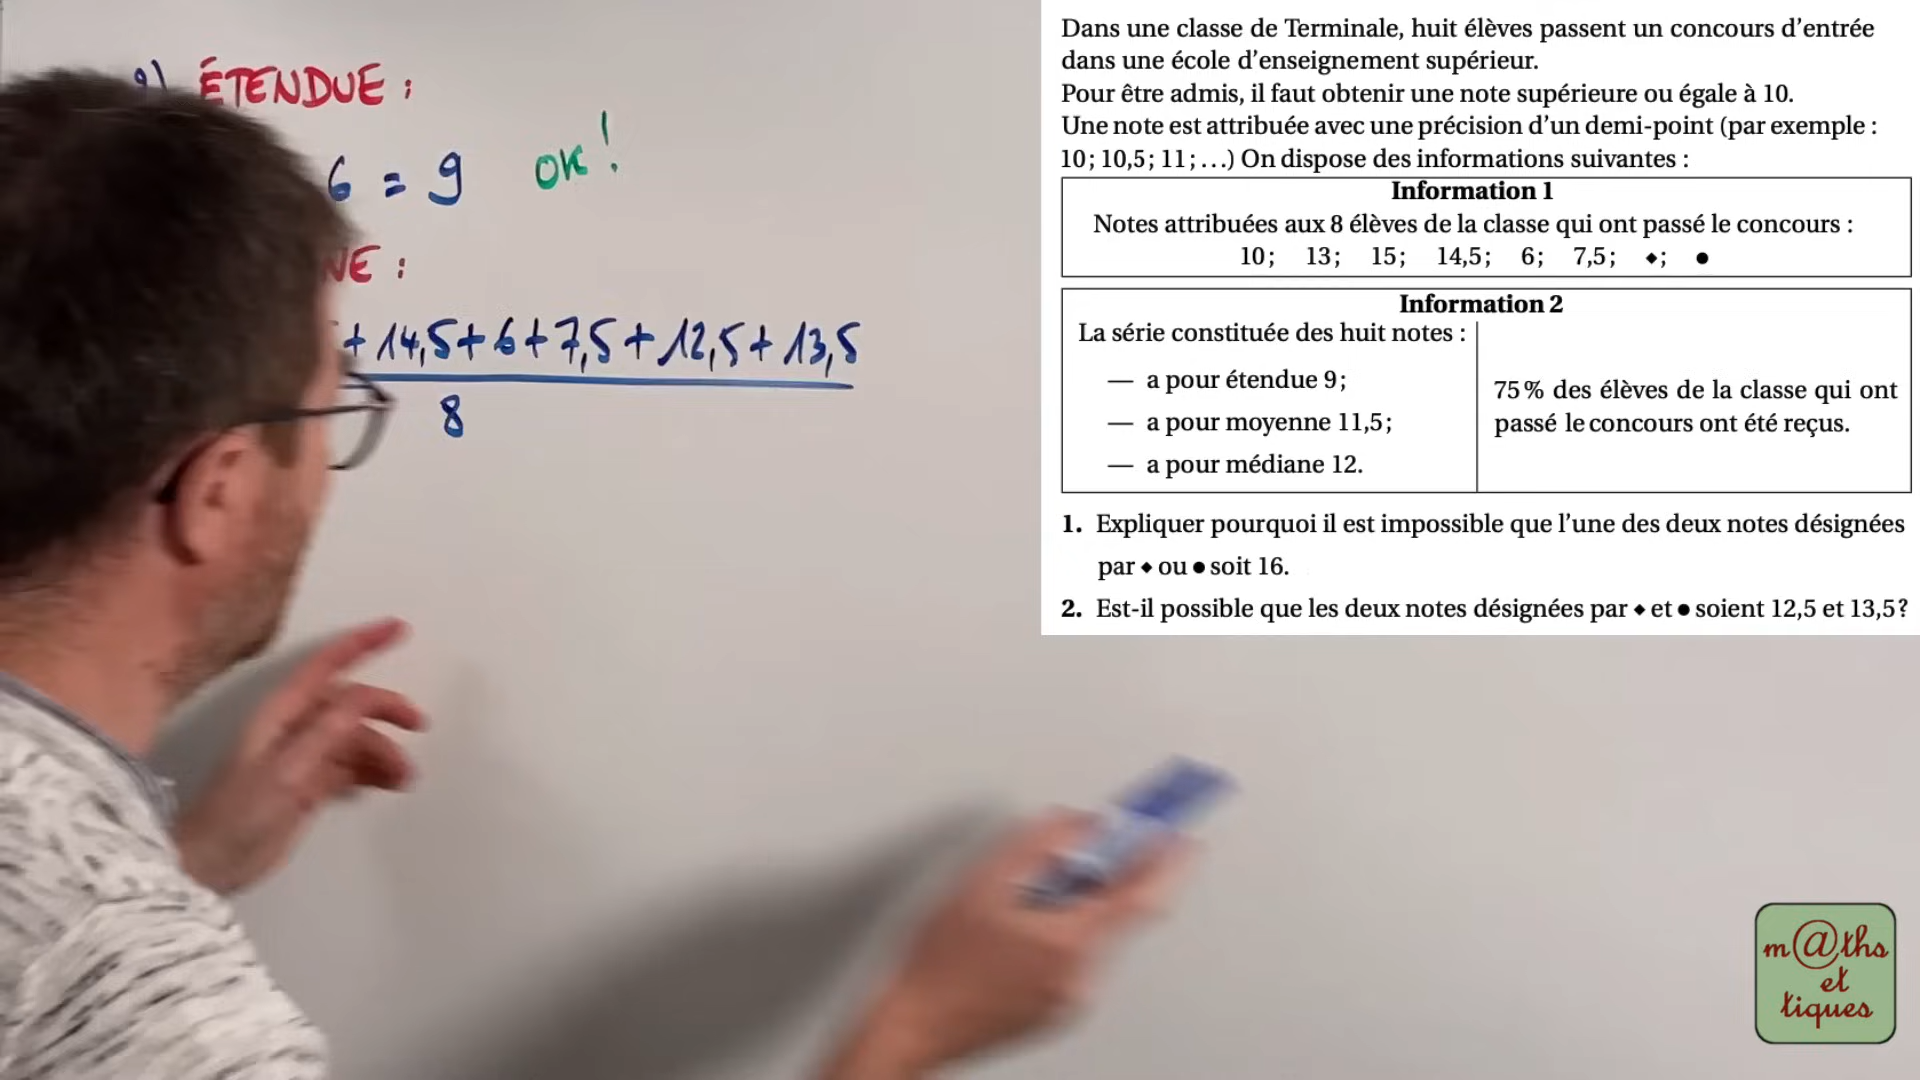 2) ÉTENDUE :
6 = 9 OK !
NE :
+ 14,5 + 6 + 7,5 + 12,5 + 13,5
8
Dans une classe de Terminale, huit élèves passent un concours d'entrée
dans une école d'enseignement supérieur.
Pour être admis, il faut obtenir une note supérieure ou égale à 10.
Une note est attribuée avec une précision d'un demi-point (par exemple :
10 ; 10,5 ; 11 ; …) On dispose des informations suivantes :
Information 1
Notes attribuées aux 8 élèves de la classe qui ont passé le concours :
10 ; 13 ; 15 ; 14,5 ; 6 ; 7,5 ; ♦ ; ●
Information 2
La série constituée des huit notes :
— a pour étendue 9 ;
— a pour moyenne 11,5 ;
— a pour médiane 12.
75 % des élèves de la classe qui ont
passé le concours ont été reçus.
1. Expliquer pourquoi il est impossible que l'une des deux notes désignées
par ♦ ou ● soit 16.
2. Est-il possible que les deux notes désignées par ♦ et ● soient 12,5 et 13,5 ?
m@ths
et
tiques